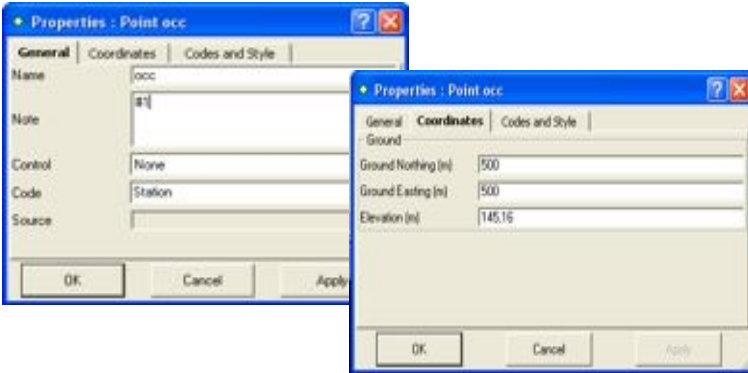 Properties : Point occ
General Coordinates Codes and Style
Name occ
Note #1
Control None
Code Station
Source
OK Cancel Apply
Properties : Point occ
General Coordinates Codes and Style
Ground
Ground Northing (m) 500
Ground Easting (m) 500
Elevation (m) 145.16
OK Cancel Apply